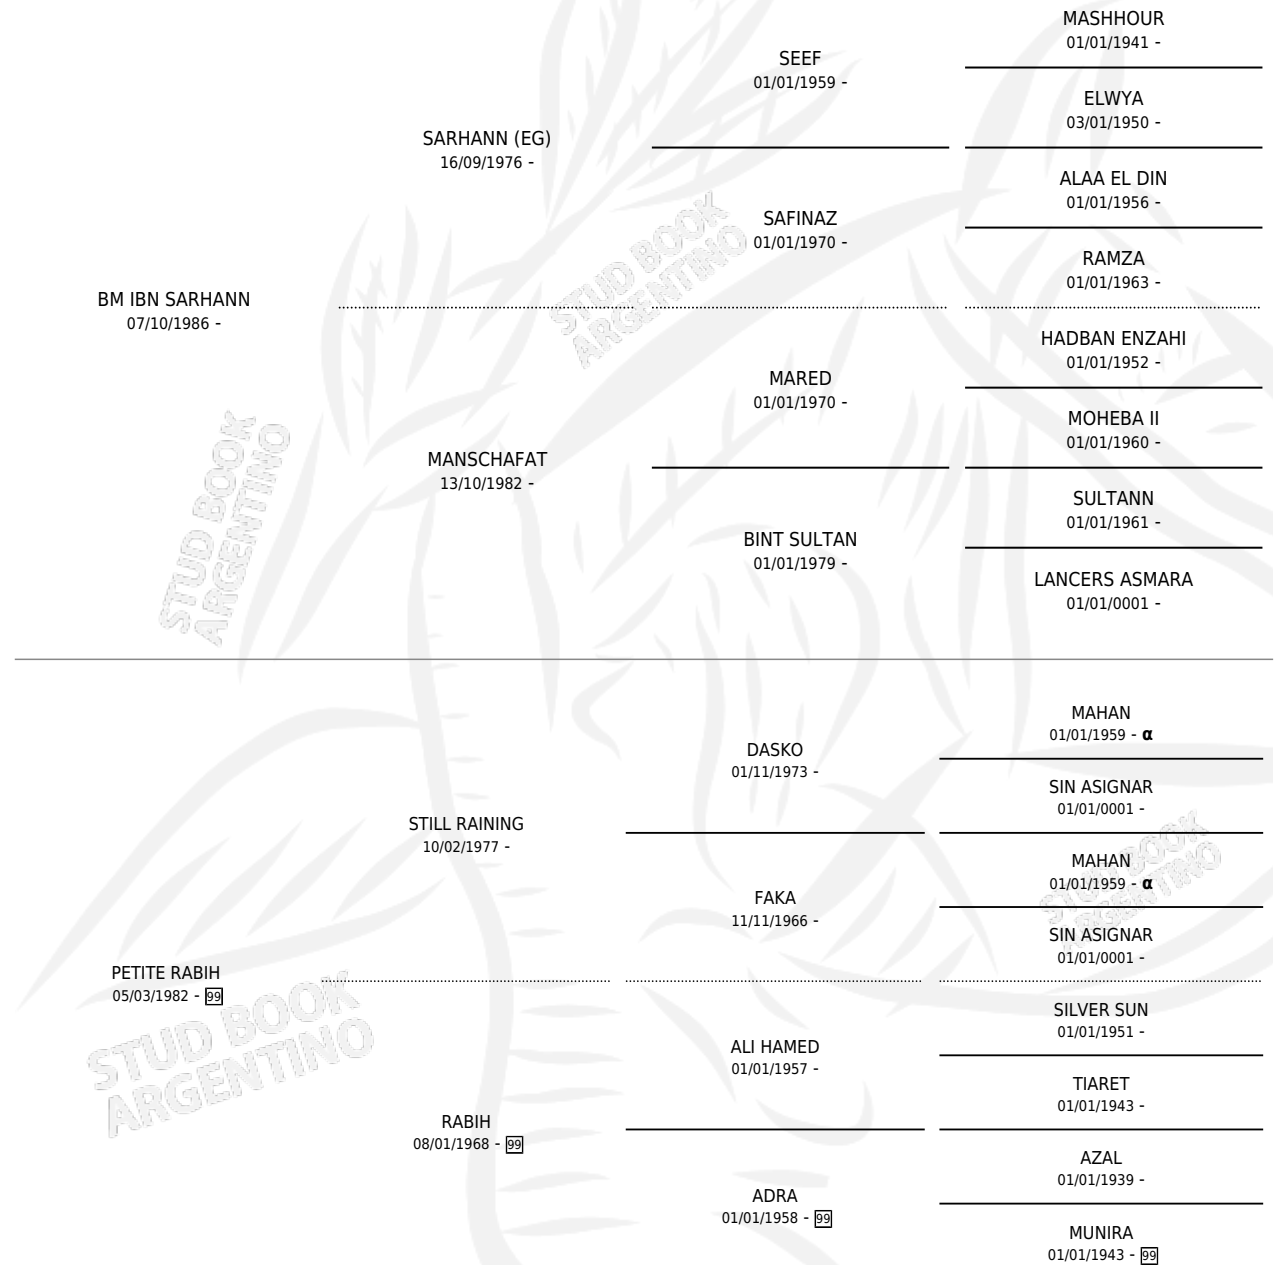 MASHHOUR
01/01/1941 -
SEEF
01/01/1959 -
ELWYA
03/01/1950 -
SARHANN (EG)
16/09/1976 -
ALAA EL DIN
01/01/1956 -
SAFINAZ
01/01/1970 -
RAMZA
01/01/1963 -
BM IBN SARHANN
07/10/1986 -
HADBAN ENZAHI
01/01/1952 -
MARED
01/01/1970 -
MOHEBA II
01/01/1960 -
MANSCHAFAT
13/10/1982 -
SULTANN
01/01/1961 -
BINT SULTAN
01/01/1979 -
LANCERS ASMARA
01/01/0001 -
MAHAN
01/01/1959 - α
DASKO
01/11/1973 -
SIN ASIGNAR
01/01/0001 -
STILL RAINING
10/02/1977 -
MAHAN
01/01/1959 - α
FAKA
11/11/1966 -
SIN ASIGNAR
01/01/0001 -
PETITE RABIH
05/03/1982 - 99
SILVER SUN
01/01/1951 -
ALI HAMED
01/01/1957 -
TIARET
01/01/1943 -
RABIH
08/01/1968 - 99
AZAL
01/01/1939 -
ADRA
01/01/1958 - 99
MUNIRA
01/01/1943 - 99
STUD BOOK
ARGENTINO
STUD BOOK
ARGENTINO
STUD BOOK
ARGENTINO
STUD BOOK
ARGENTINO